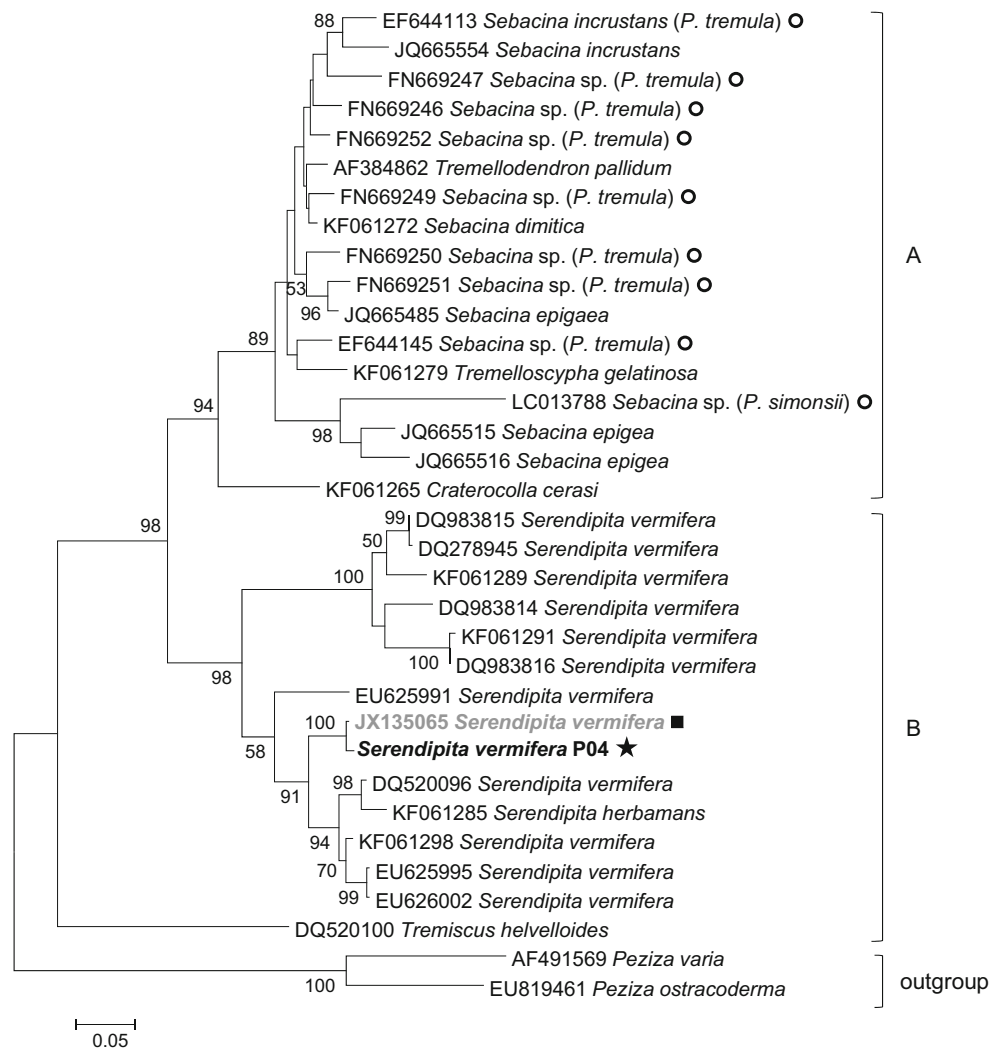 88 EF644113 Sebacina incrustans (P. tremula)
JQ665554 Sebacina incrustans
FN669247 Sebacina sp. (P. tremula)
FN669246 Sebacina sp. (P. tremula)
FN669252 Sebacina sp. (P. tremula)
AF384862 Tremellodendron pallidum
FN669249 Sebacina sp. (P. tremula)
KF061272 Sebacina dimitica
FN669250 Sebacina sp. (P. tremula)
A
53 FN669251 Sebacina sp. (P. tremula)
96 JQ665485 Sebacina epigaea
89 EF644145 Sebacina sp. (P. tremula)
KF061279 Tremelloscypha gelatinosa
94 LC013788 Sebacina sp. (P. simonsii)
98 JQ665515 Sebacina epigea
JQ665516 Sebacina epigea
KF061265 Craterocolla cerasi
98
99 DQ983815 Serendipita vermifera
50 DQ278945 Serendipita vermifera
100 KF061289 Serendipita vermifera
DQ983814 Serendipita vermifera
KF061291 Serendipita vermifera
100 DQ983816 Serendipita vermifera
98
EU625991 Serendipita vermifera
100 JX135065 Serendipita vermifera
B
58 Serendipita vermifera P04
91 98 DQ520096 Serendipita vermifera
KF061285 Serendipita herbamans
94 KF061298 Serendipita vermifera
70 EU625995 Serendipita vermifera
99 EU626002 Serendipita vermifera
DQ520100 Tremiscus helvelloides
AF491569 Peziza varia
100 EU819461 Peziza ostracoderma
outgroup
0.05